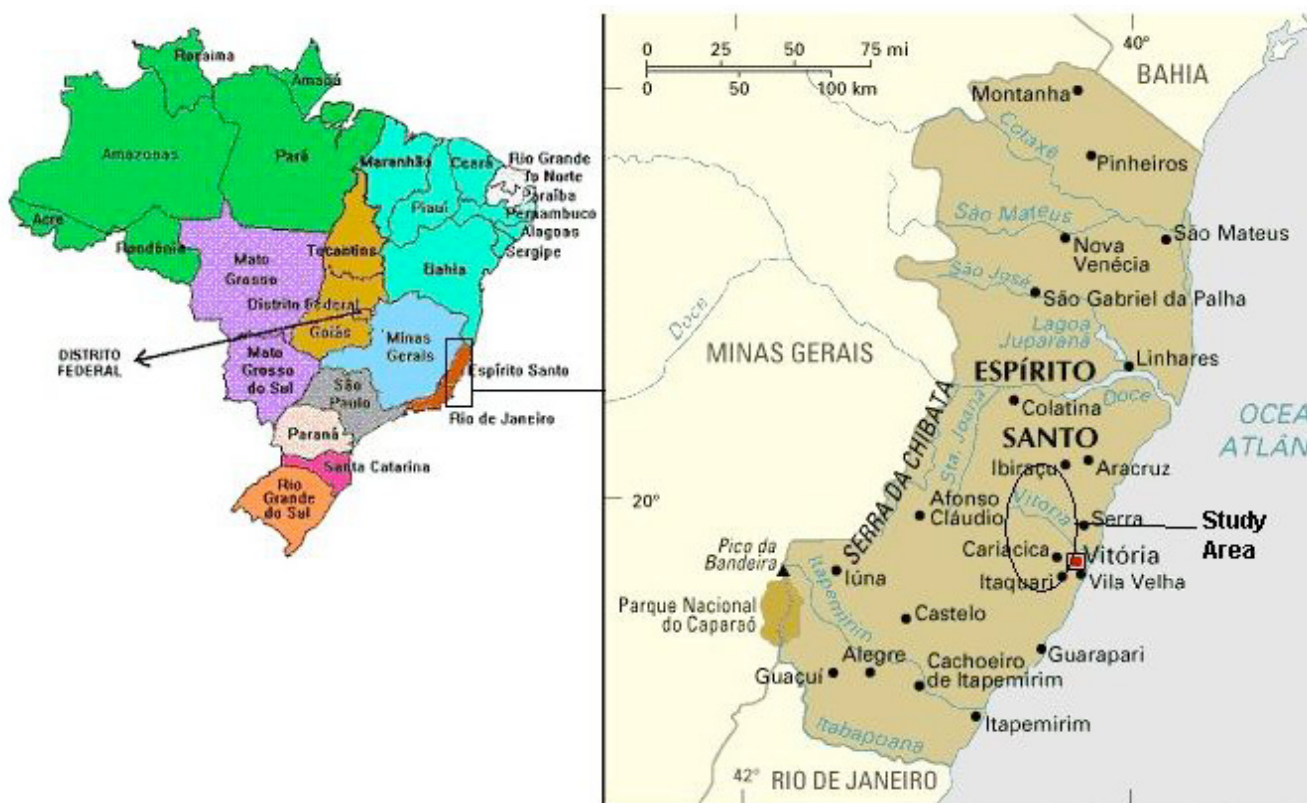 Roraima
Amapá
Amazonas
Pará
Maranhão
Ceará
Rio Grande
do Norte
Paraíba
Piauí
Pernambuco
Alagoas
Acre
Rondônia
Tocantins
Sergipe
Mato
Grosso
Bahia
Distrito Federal
Goiás
Minas
Gerais
DISTRITO
FEDERAL
Mato
Grosso
do Sul
Espírito Santo
São
Paulo
Rio de Janeiro
Paraná
Santa Catarina
Rio
Grande
do Sul
0 25 50 75 mi
0 50 100 km
40°
BAHIA
Montanha
Cotaxé
Pinheiros
São Mateus
São Mateus
Nova
Venécia
São José
São Gabriel da Palha
Lagoa
Juparanã
Doce
MINAS GERAIS
Linhares
ESPÍRITO
Doce
Colatina
SANTO
OCEA
ATLÂN
Sta. Joana
SERRA DA CHIBATA
Ibiraçu
Aracruz
20°
Vitória
Afonso
Cláudio
Serra
Study
Area
Cariacica
Vitória
Pico da
Bandeira
Iúna
Itaquari
Vila Velha
Parque Nacional
do Caparaó
Itapemirim
Castelo
Guarapari
Alegre
Guaçuí
Cachoeiro
de Itapemirim
Itapemirim
Itabapoana
42°
RIO DE JANEIRO